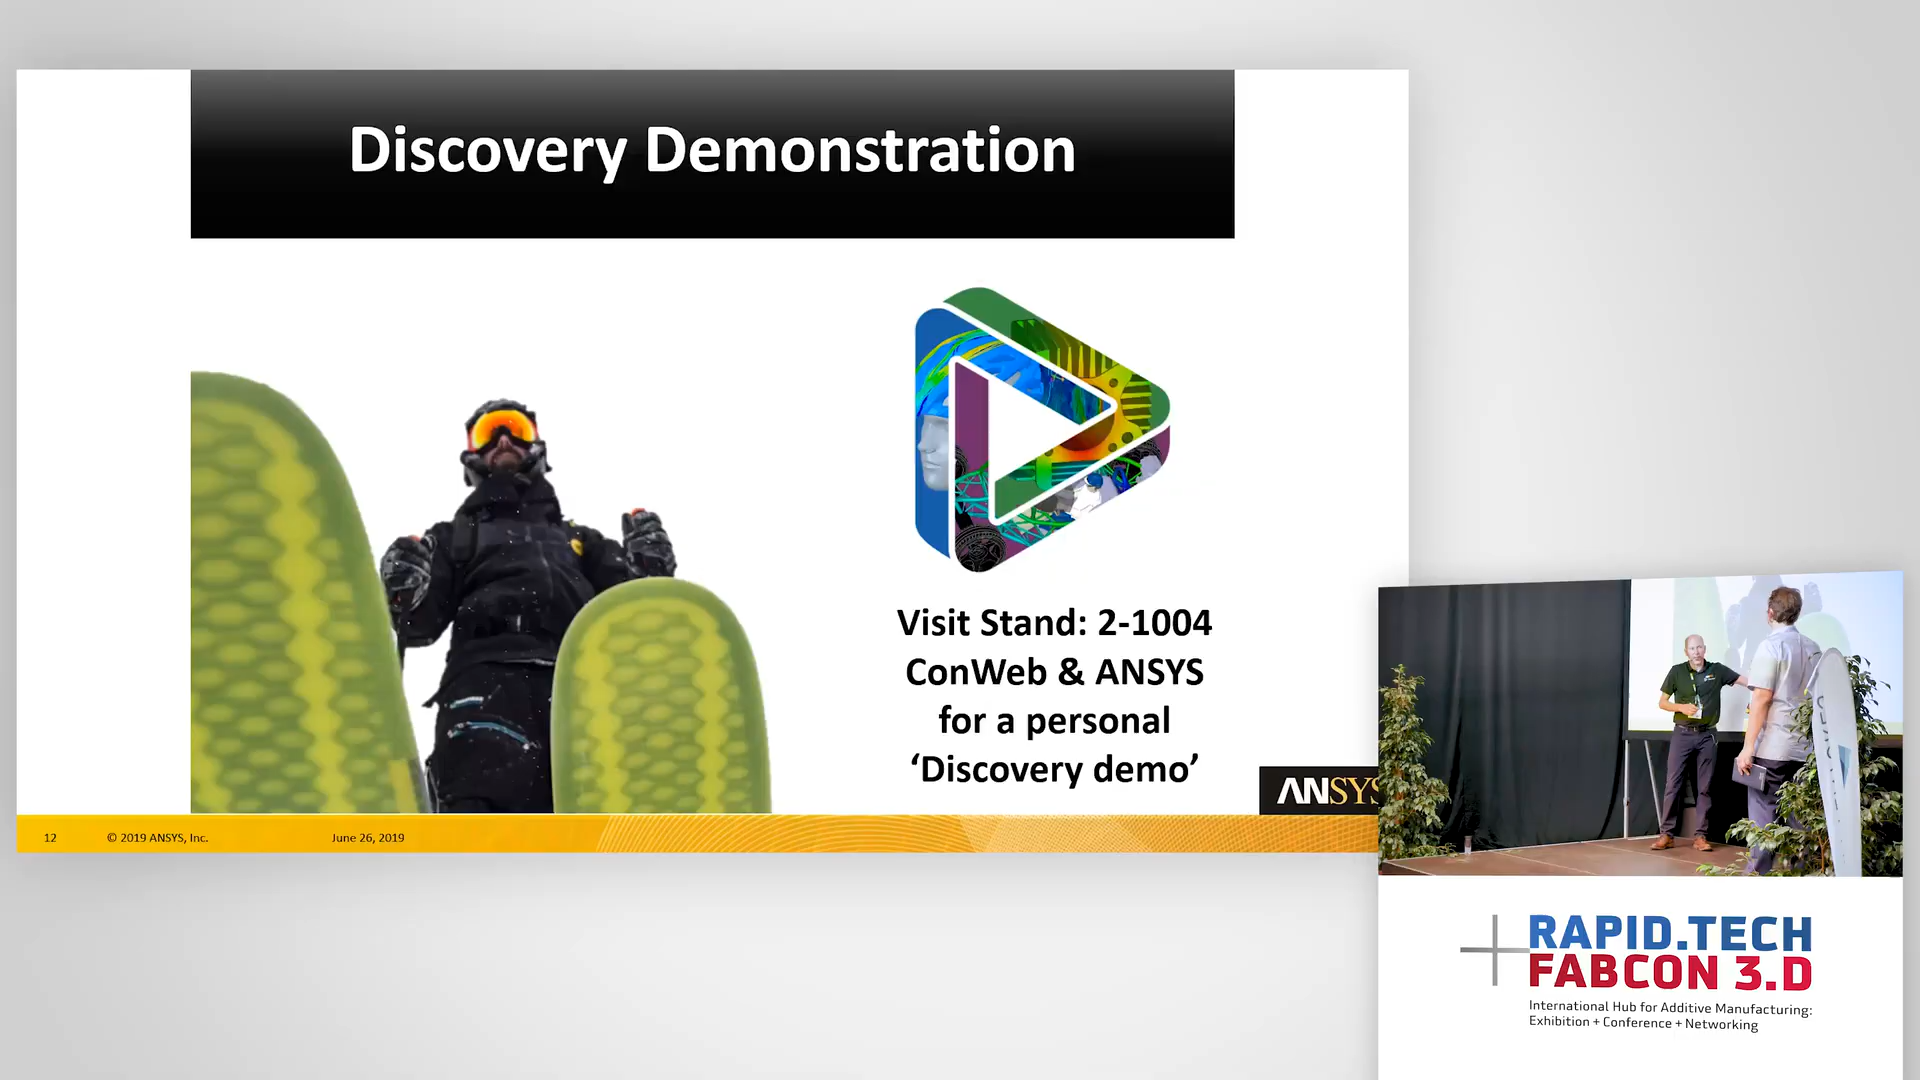 Discovery Demonstration
Visit Stand: 2-1004
ConWeb & ANSYS
for a personal
‘Discovery demo’
ANSYS
12 © 2019 ANSYS, Inc. June 26, 2019
RAPID.TECH
FABCON 3.D
International Hub for Additive Manufacturing:
Exhibition + Conference + Networking